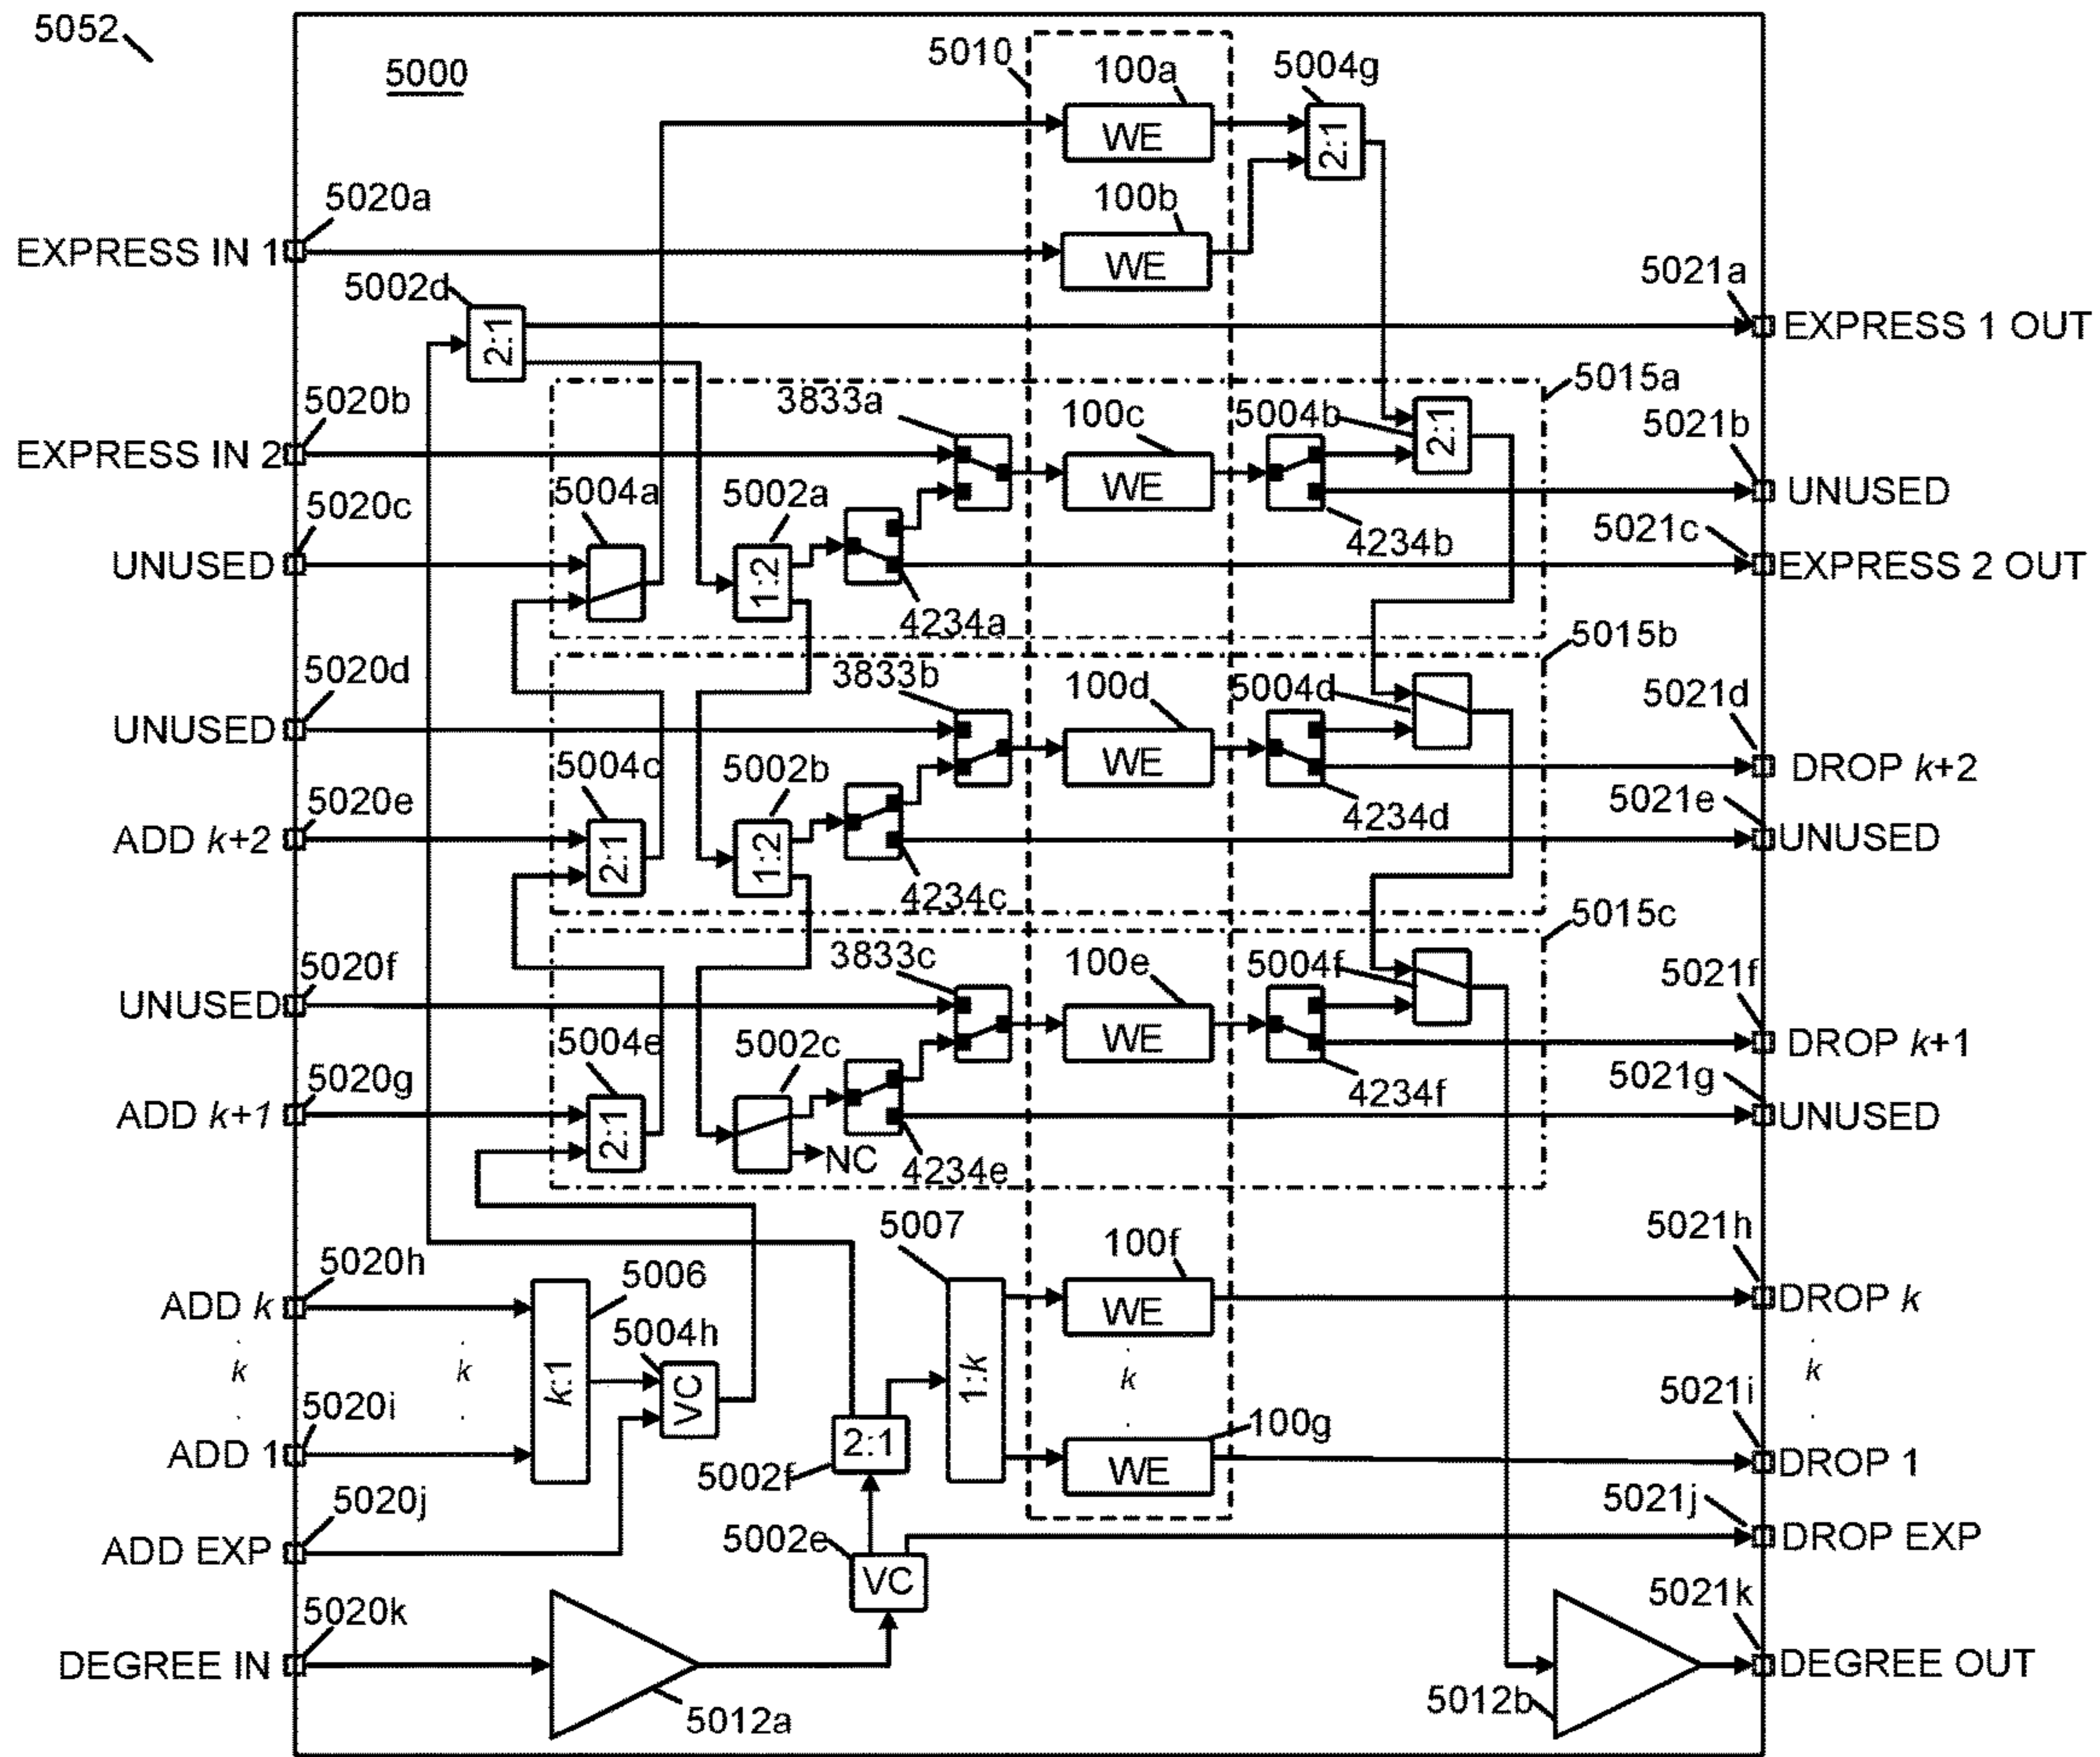 5052
5000
5010
100a
5004g
WE
2:1
5020a
100b
EXPRESS IN 1
WE
5021a
5002d
2:1
EXPRESS 1 OUT
5015a
5020b
3833a
100c
5004b
2:1
5021b
EXPRESS IN 2
5020c
5004a
5002a
WE
UNUSED
4234b
5021c
UNUSED
1:2
EXPRESS 2 OUT
4234a
5015b
5020d
3833b
100d
5004d
5021d
UNUSED
5004c
5002b
WE
DROP k+2
5020e
4234d
5021e
ADD k+2
2:1
1:2
UNUSED
4234c
5015c
5020f
3833c
100e
5004f
5021f
UNUSED
5004e
5002c
WE
DROP k+1
5020g
4234f
5021g
ADD k+1
2:1
UNUSED
NC
4234e
5007
5021h
5020h
5006
100f
ADD k
WE
DROP k
5004h
k
k
k:1
VC
1:k
k
k
5020i
5021i
100g
ADD 1
2:1
WE
DROP 1
5002f
5020j
5021j
5002e
ADD EXP
DROP EXP
VC
5020k
5021k
DEGREE IN
DEGREE OUT
5012a
5012b